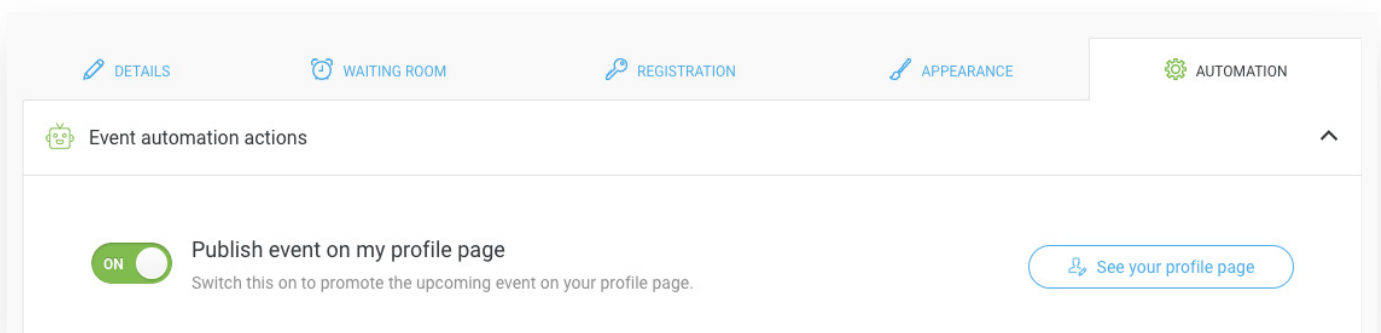 DETAILS
WAITING ROOM
REGISTRATION
APPEARANCE
AUTOMATION
Event automation actions
ON
Publish event on my profile page
Switch this on to promote the upcoming event on your profile page.
See your profile page